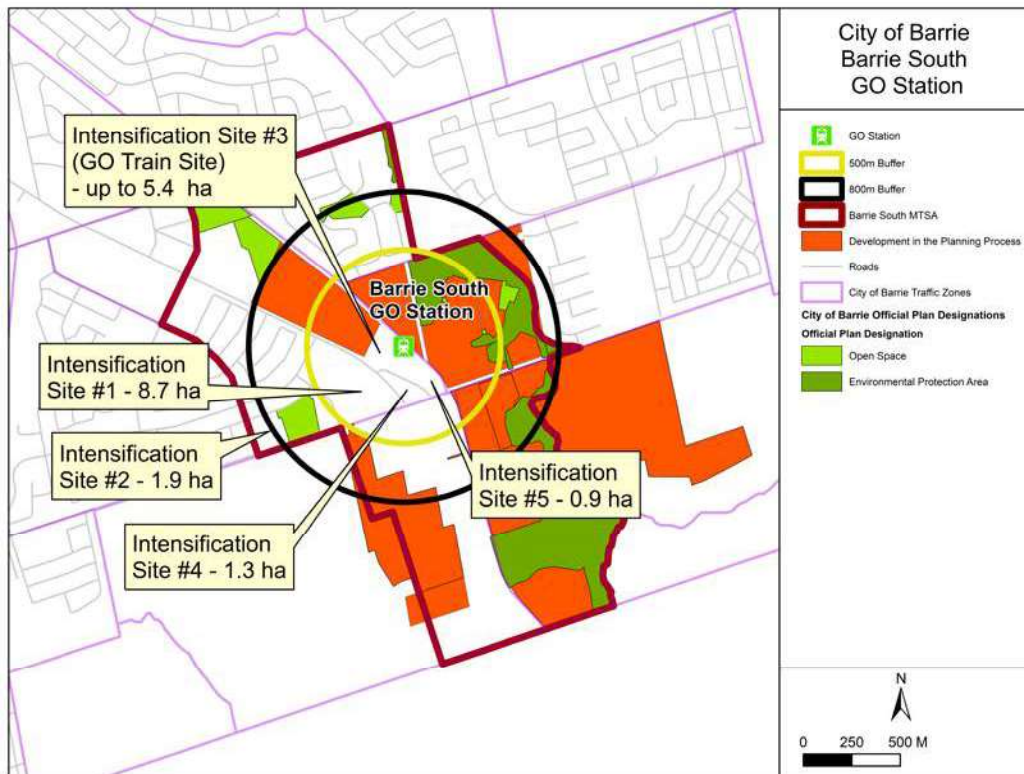 City of Barrie
Barrie South
GO Station
Intensification Site #3
(GO Train Site)
- up to 5.4 ha
Barrie South
GO Station
Intensification
Site #1 - 8.7 ha
Intensification
Site #2 - 1.9 ha
Intensification
Site #5 - 0.9 ha
Intensification
Site #4 - 1.3 ha
GO Station
500m Buffer
800m Buffer
Barrie South MTSA
Development in the Planning Process
Roads
City of Barrie Traffic Zones
City of Barrie Official Plan Designations
Official Plan Designation
Open Space
Environmental Protection Area
N
0 250 500 M